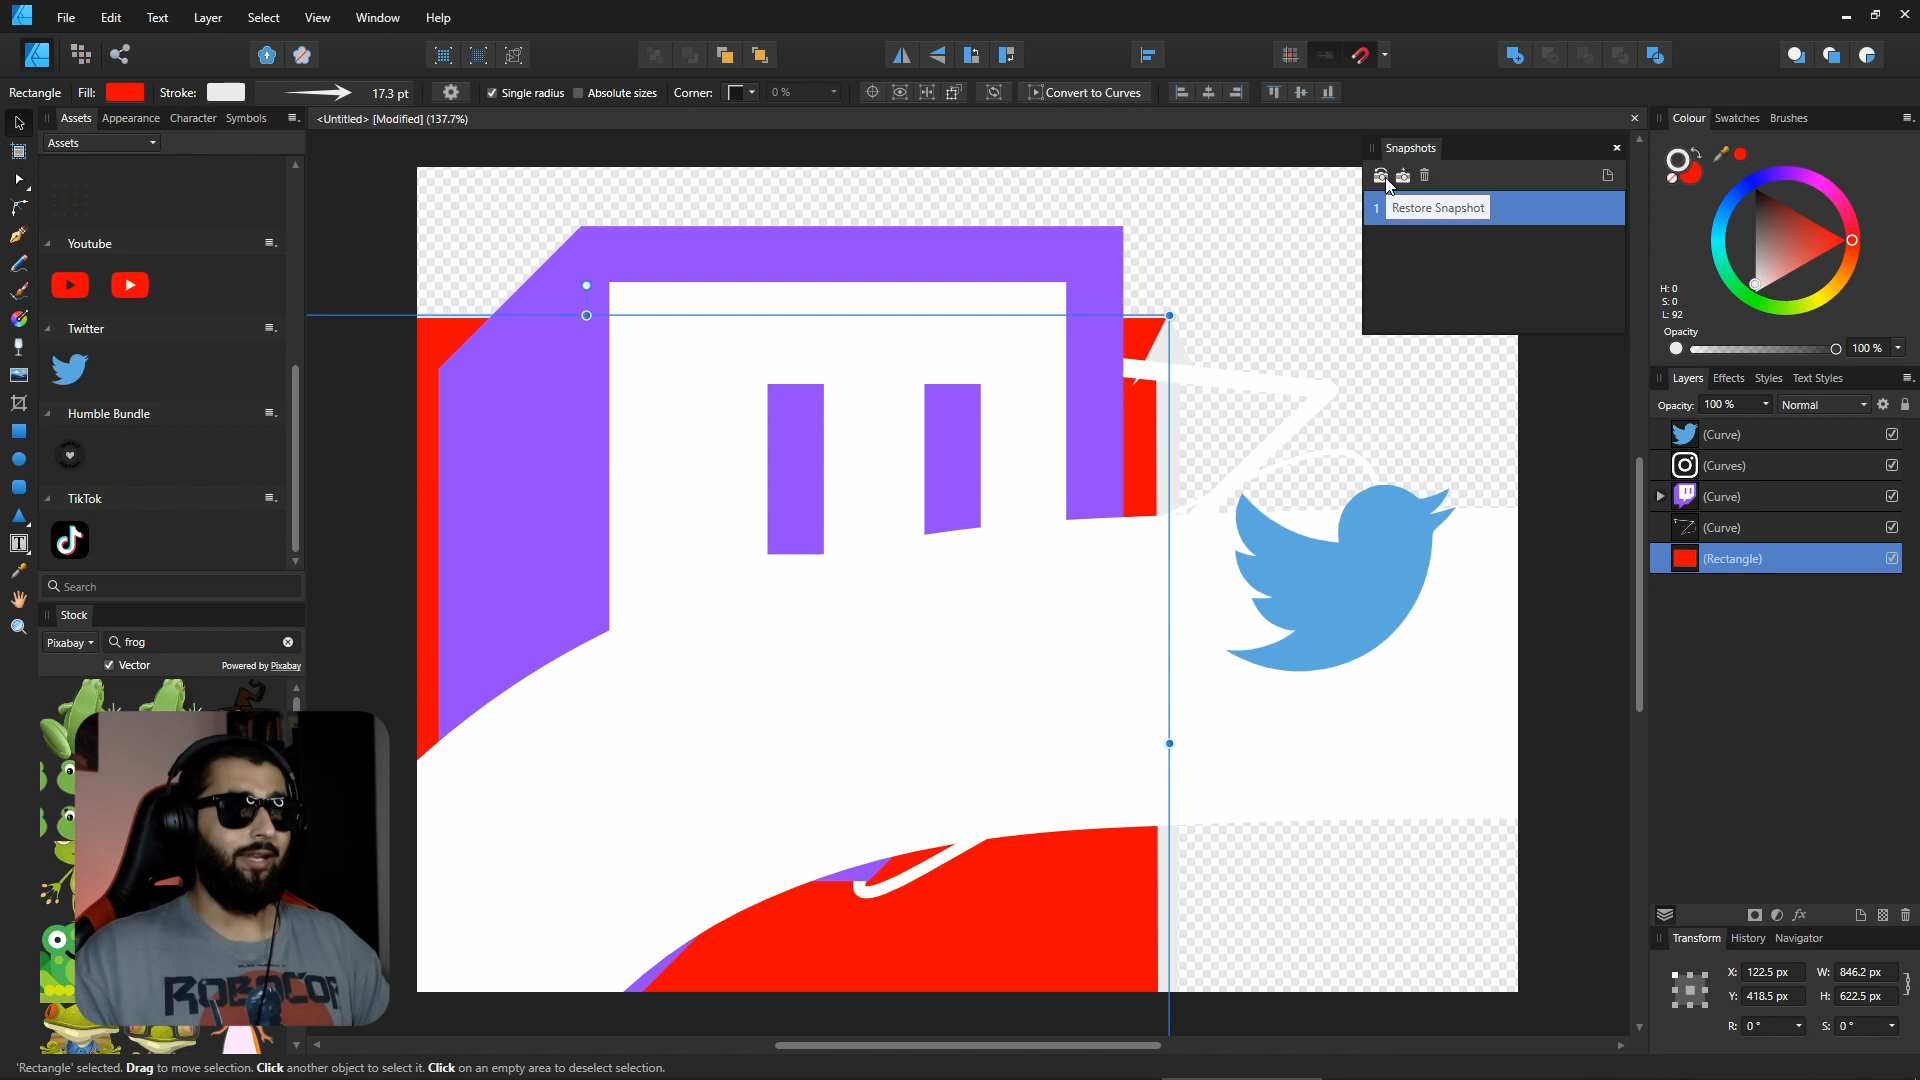 File Edit Text Layer Select View Window Help
Rectangle Fill: Stroke: 17.3 pt Single radius Absolute sizes Corner: 0 % Convert to Curves
Assets Appearance Character Symbols
<Untitled> [Modified] (137.7%)
Assets
Youtube
Twitter
Humble Bundle
TikTok
Search
Stock
Pixabay frog
Vector Powered by Pixabay
ROBOCOP
Snapshots
1
Restore Snapshot
Colour Swatches Brushes
H: 0
S: 0
L: 92
Opacity
100 %
Layers Effects Styles Text Styles
Opacity: 100 % Normal
(Curve)
(Curves)
(Curve)
(Curve)
(Rectangle)
fx
Transform History Navigator
X: 122.5 px W: 846.2 px
Y: 418.5 px H: 622.5 px
R: 0 ° S: 0 °
'Rectangle' selected. Drag to move selection. Click another object to select it. Click on an empty area to deselect selection.